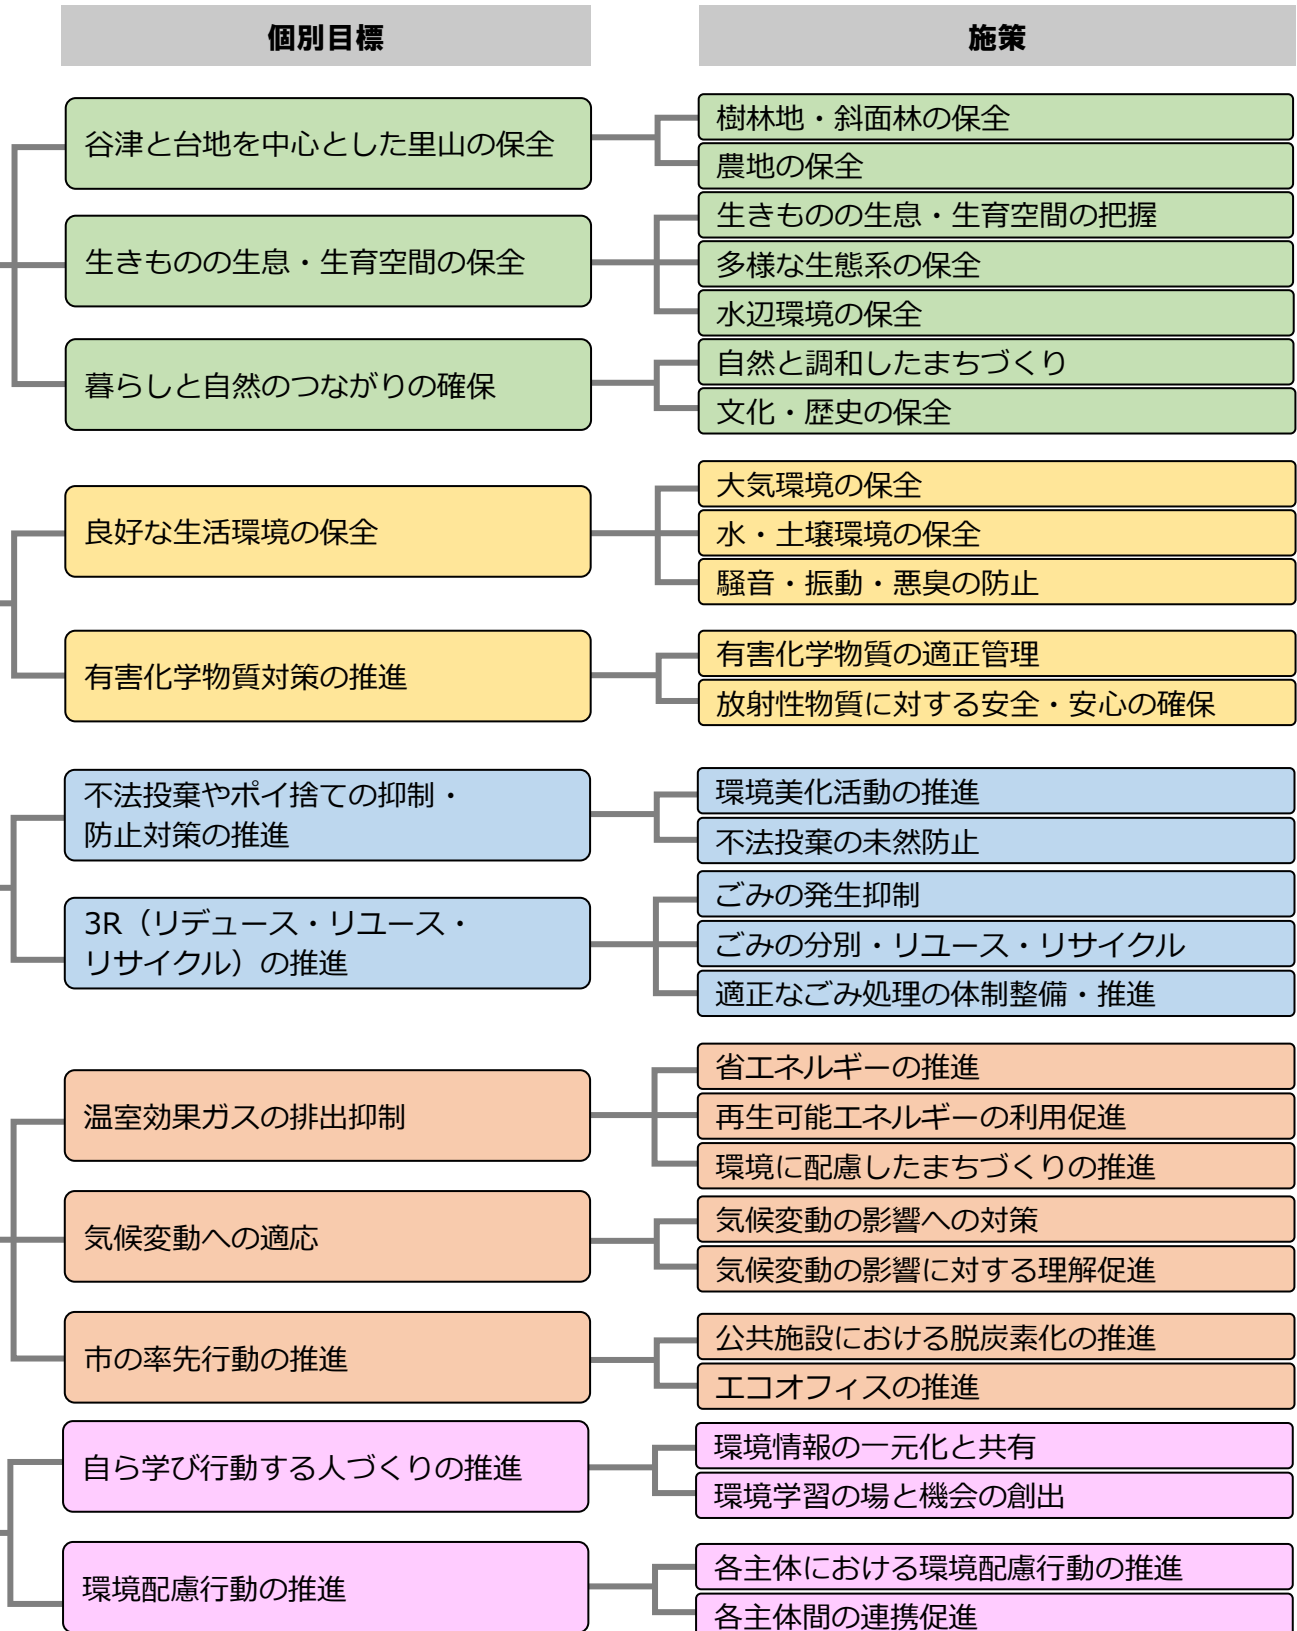 個別目標
施策
谷津と台地を中心とした里山の保全
樹林地・斜面林の保全
農地の保全
生きものの生息・生育空間の保全
生きものの生息・生育空間の把握
多様な生態系の保全
水辺環境の保全
暮らしと自然のつながりの確保
自然と調和したまちづくり
文化・歴史の保全
良好な生活環境の保全
大気環境の保全
水・土壌環境の保全
騒音・振動・悪臭の防止
有害化学物質対策の推進
有害化学物質の適正管理
放射性物質に対する安全・安心の確保
不法投棄やポイ捨ての抑制・
防止対策の推進
環境美化活動の推進
不法投棄の未然防止
3R（リデュース・リユース・
リサイクル）の推進
ごみの発生抑制
ごみの分別・リユース・リサイクル
適正なごみ処理の体制整備・推進
温室効果ガスの排出抑制
省エネルギーの推進
再生可能エネルギーの利用促進
環境に配慮したまちづくりの推進
気候変動への適応
気候変動の影響への対策
気候変動の影響に対する理解促進
市の率先行動の推進
公共施設における脱炭素化の推進
エコオフィスの推進
自ら学び行動する人づくりの推進
環境情報の一元化と共有
環境学習の場と機会の創出
環境配慮行動の推進
各主体における環境配慮行動の推進
各主体間の連携促進